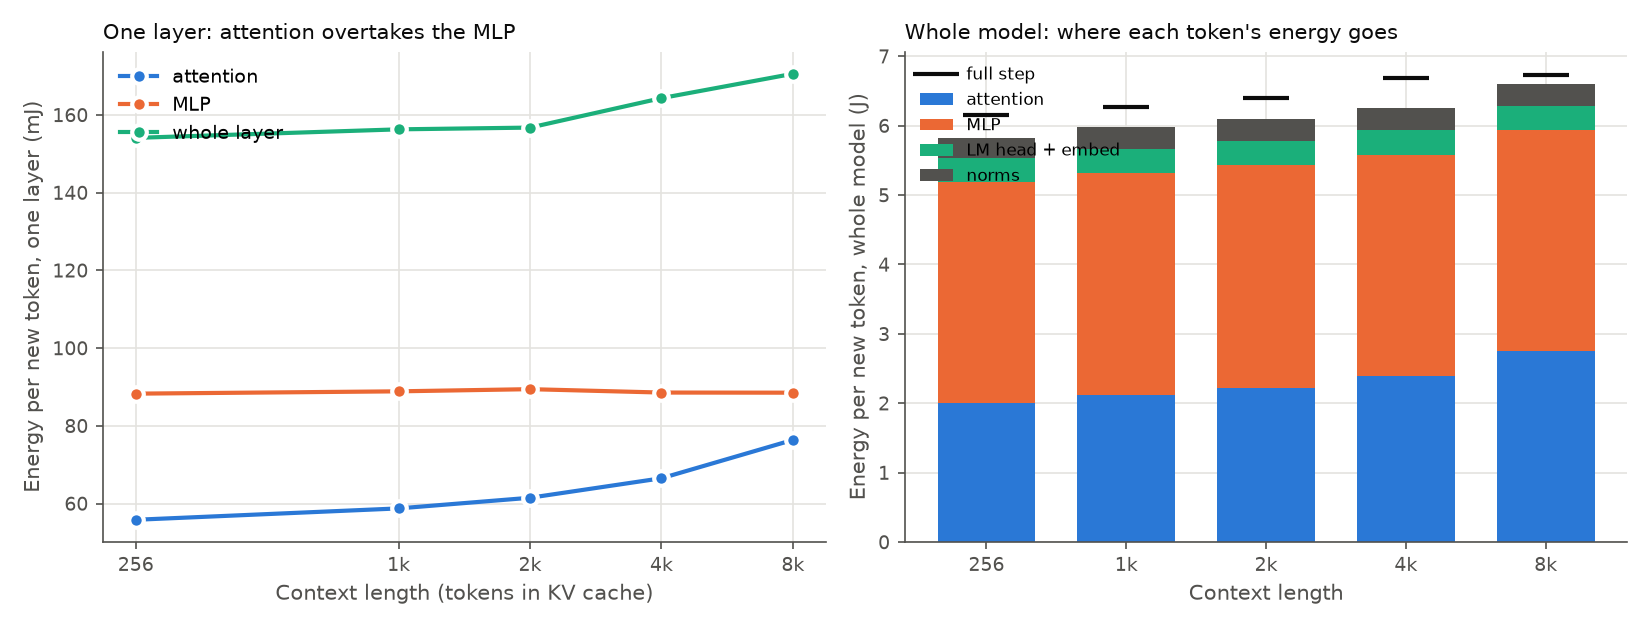 One layer: attention overtakes the MLP
Energy per new token, one layer (mJ)
160
140
120
100
80
60
attention
MLP
whole layer
256
1k
2k
4k
8k
Context length (tokens in KV cache)
Whole model: where each token's energy goes
Energy per new token, whole model (J)
7
6
5
4
3
2
1
0
full step
attention
MLP
LM head + embed
norms
256
1k
2k
4k
8k
Context length